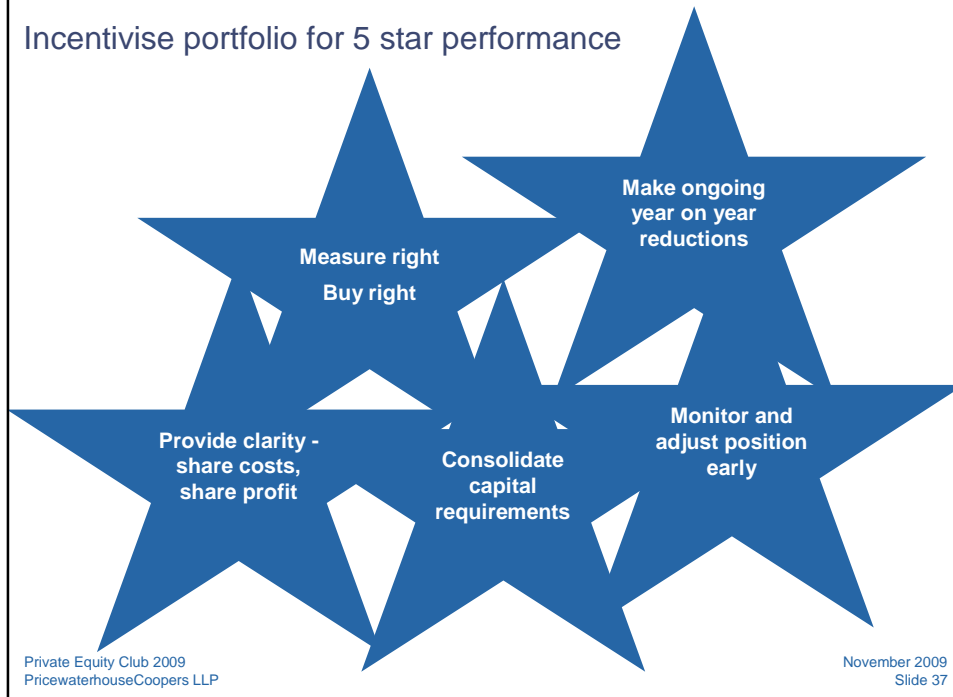 Incentivise portfolio for 5 star performance
Make ongoing
year on year
reductions
Measure right
Buy right
Provide clarity -
share costs,
share profit
Consolidate
capital
requirements
Monitor and
adjust position
early
Private Equity Club 2009
PricewaterhouseCoopers LLP
November 2009
Slide 37